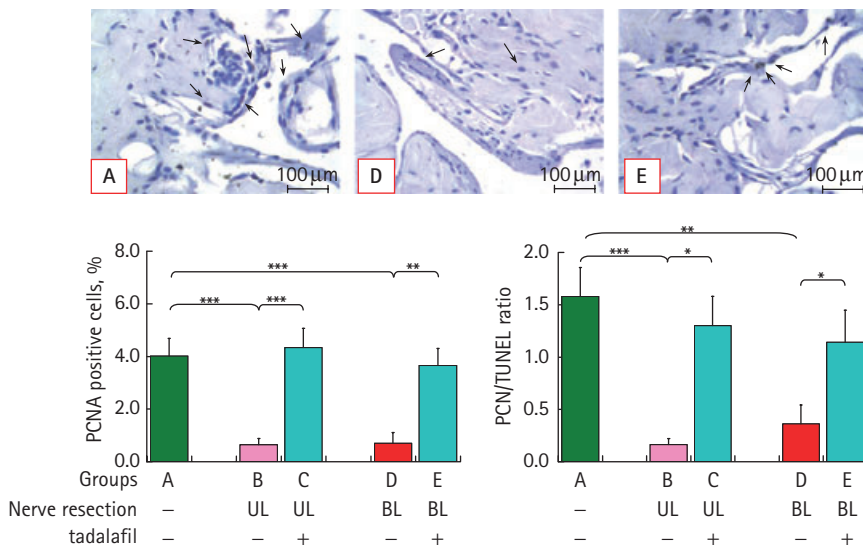 A 100 µm
D 100 µm
E 100 µm
PCNA positive cells, %
8.0
6.0
4.0
2.0
0.0
***
***
***
**
PCN/TUNEL ratio
2.0
1.5
1.0
0.5
0.0
**
***
*
*
Groups A B C D E A B C D E
Nerve resection – UL UL BL BL – UL UL BL BL
tadalafil – – + – + – – + – +